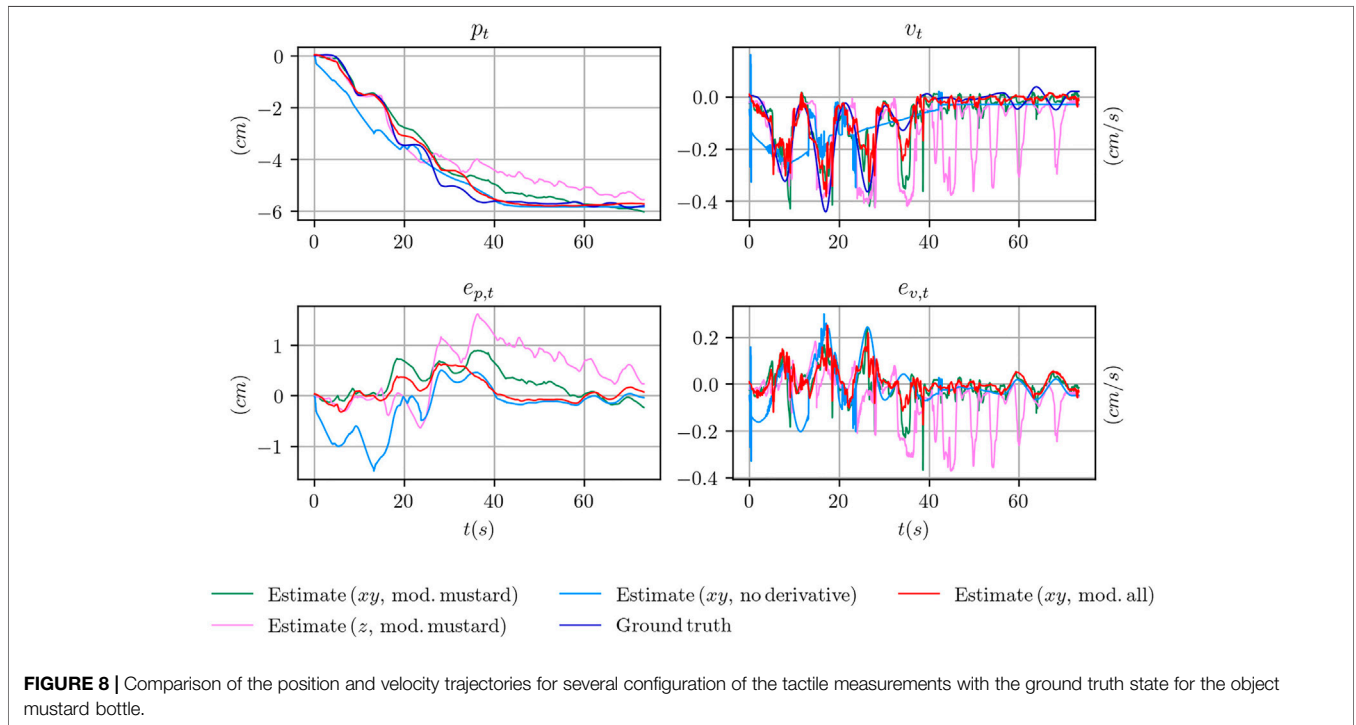 p_t
v_t
0
−2
−4
−6
(cm)
0.0
−0.2
−0.4
(cm/s)
0 20 40 60
0 20 40 60
e_{p,t}
e_{v,t}
1
0
−1
(cm)
0.2
0.0
−0.2
−0.4
(cm/s)
0 20 40 60
0 20 40 60
t(s)
t(s)
Estimate (xy, mod. mustard)
Estimate (xy, no derivative)
Estimate (xy, mod. all)
Estimate (z, mod. mustard)
Ground truth
FIGURE 8 | Comparison of the position and velocity trajectories for several configuration of the tactile measurements with the ground truth state for the object
mustard bottle.